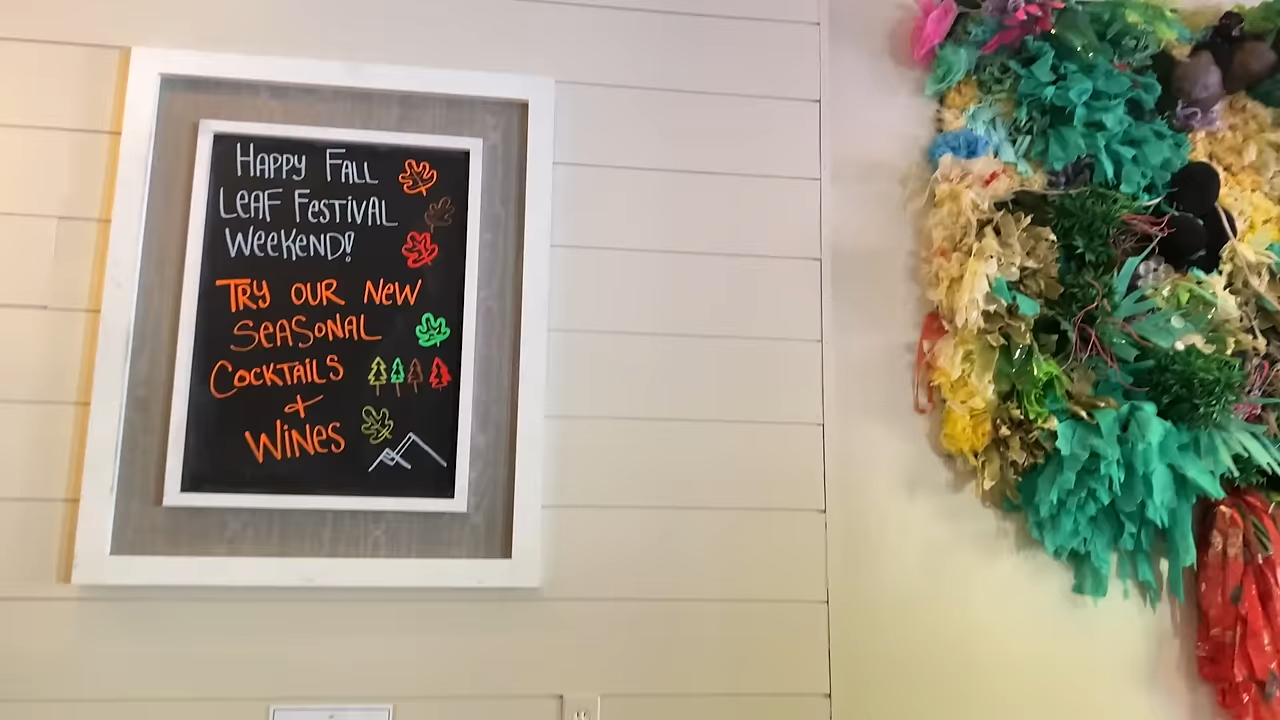 HAPPY FALL
LEAF FESTIVAL
WEEKEND!
TRY OUR NEW
SEASONAL
COCKTAILS
+
WINES